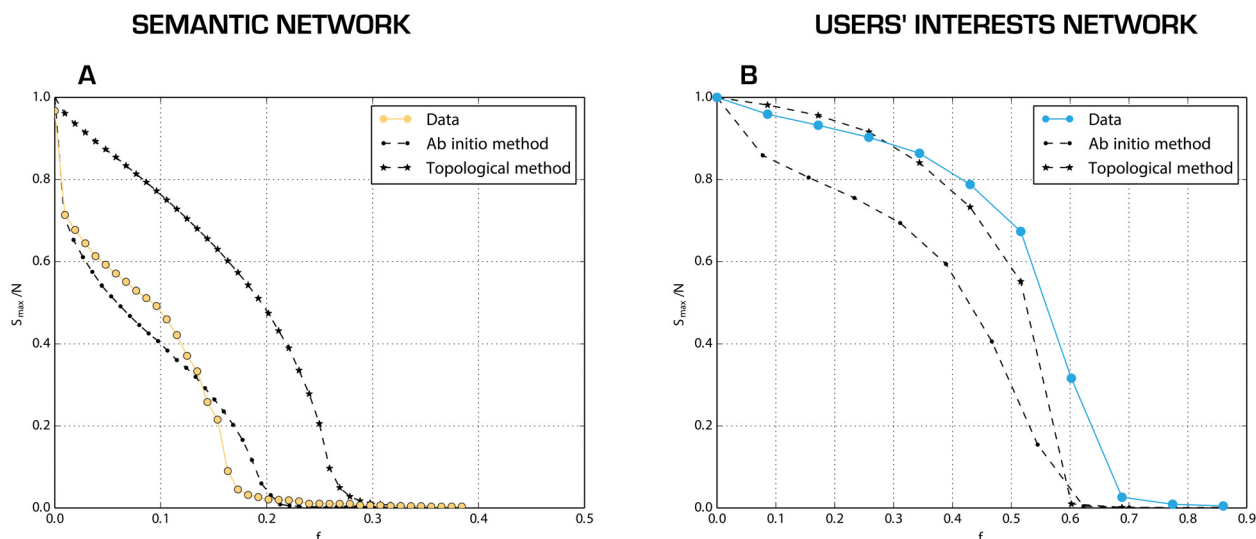 SEMANTIC NETWORK
USERS' INTERESTS NETWORK
A
1.0
0.8
0.6
0.4
0.2
0.0
S max /N
Data
Ab initio method
Topological method
0.0 0.1 0.2 0.3 0.4 0.5
f
B
1.0
0.8
0.6
0.4
0.2
0.0
S max /N
Data
Ab initio method
Topological method
0.0 0.1 0.2 0.3 0.4 0.5 0.6 0.7 0.8 0.9
f